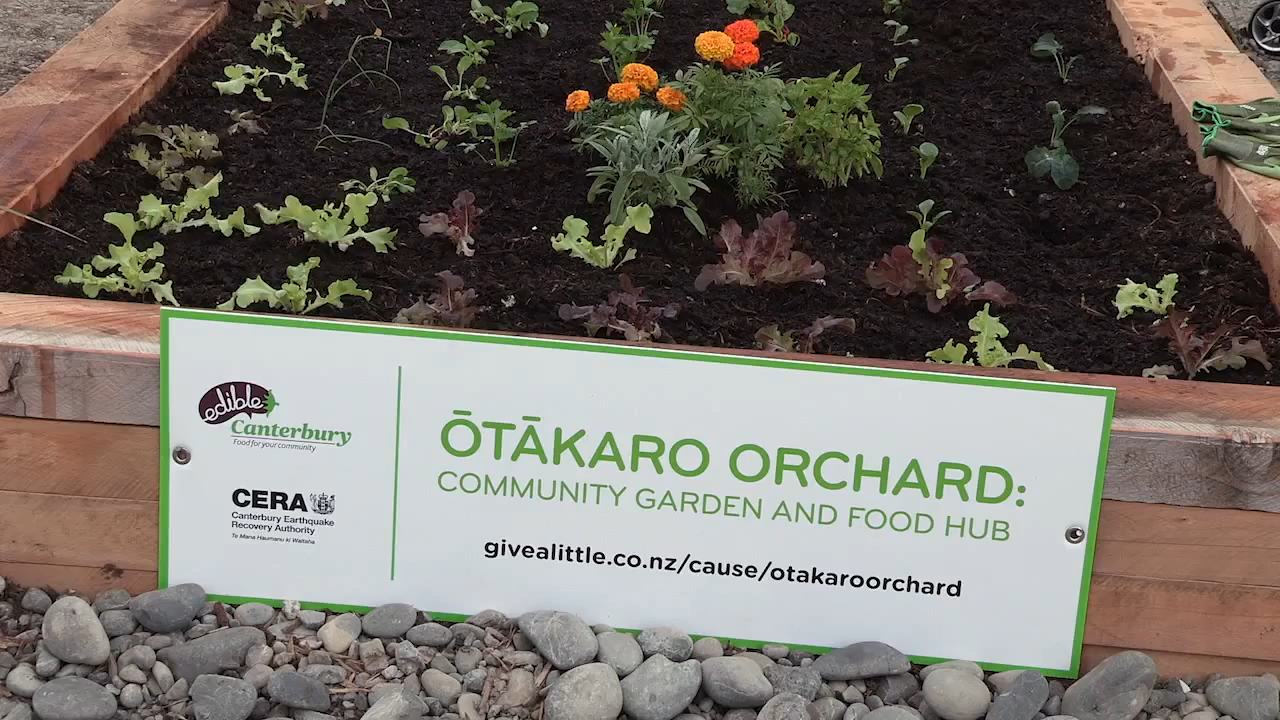 edible
Canterbury
Food for your community
CERA
Canterbury Earthquake
Recovery Authority
Te Mana Haumanu ki Waitaha
ŌTĀKARO ORCHARD:
COMMUNITY GARDEN AND FOOD HUB
givealittle.co.nz/cause/otakaroorchard